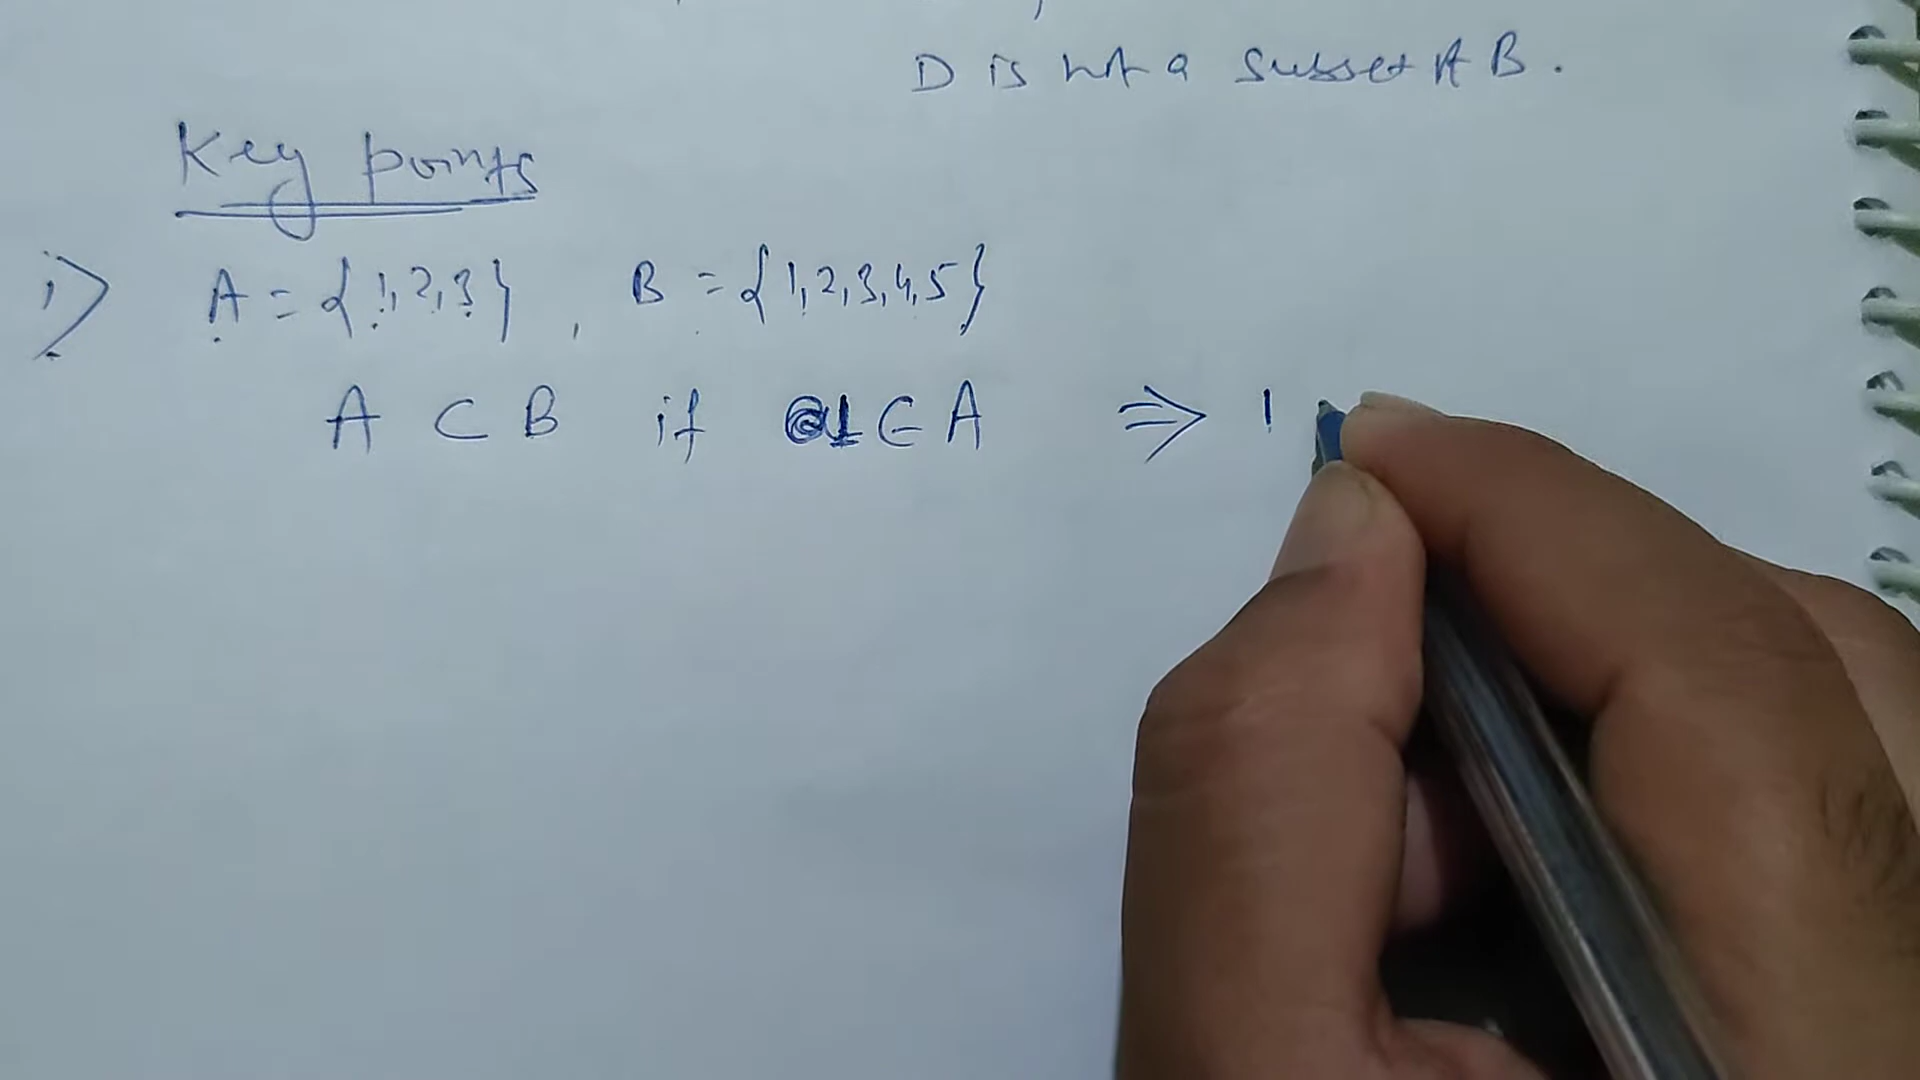 D is not a subset of B.
Key points
i) A = {1,2,3} , B = {1,2,3,4,5}
A ⊂ B if 1 ∈ A ⇒ 1